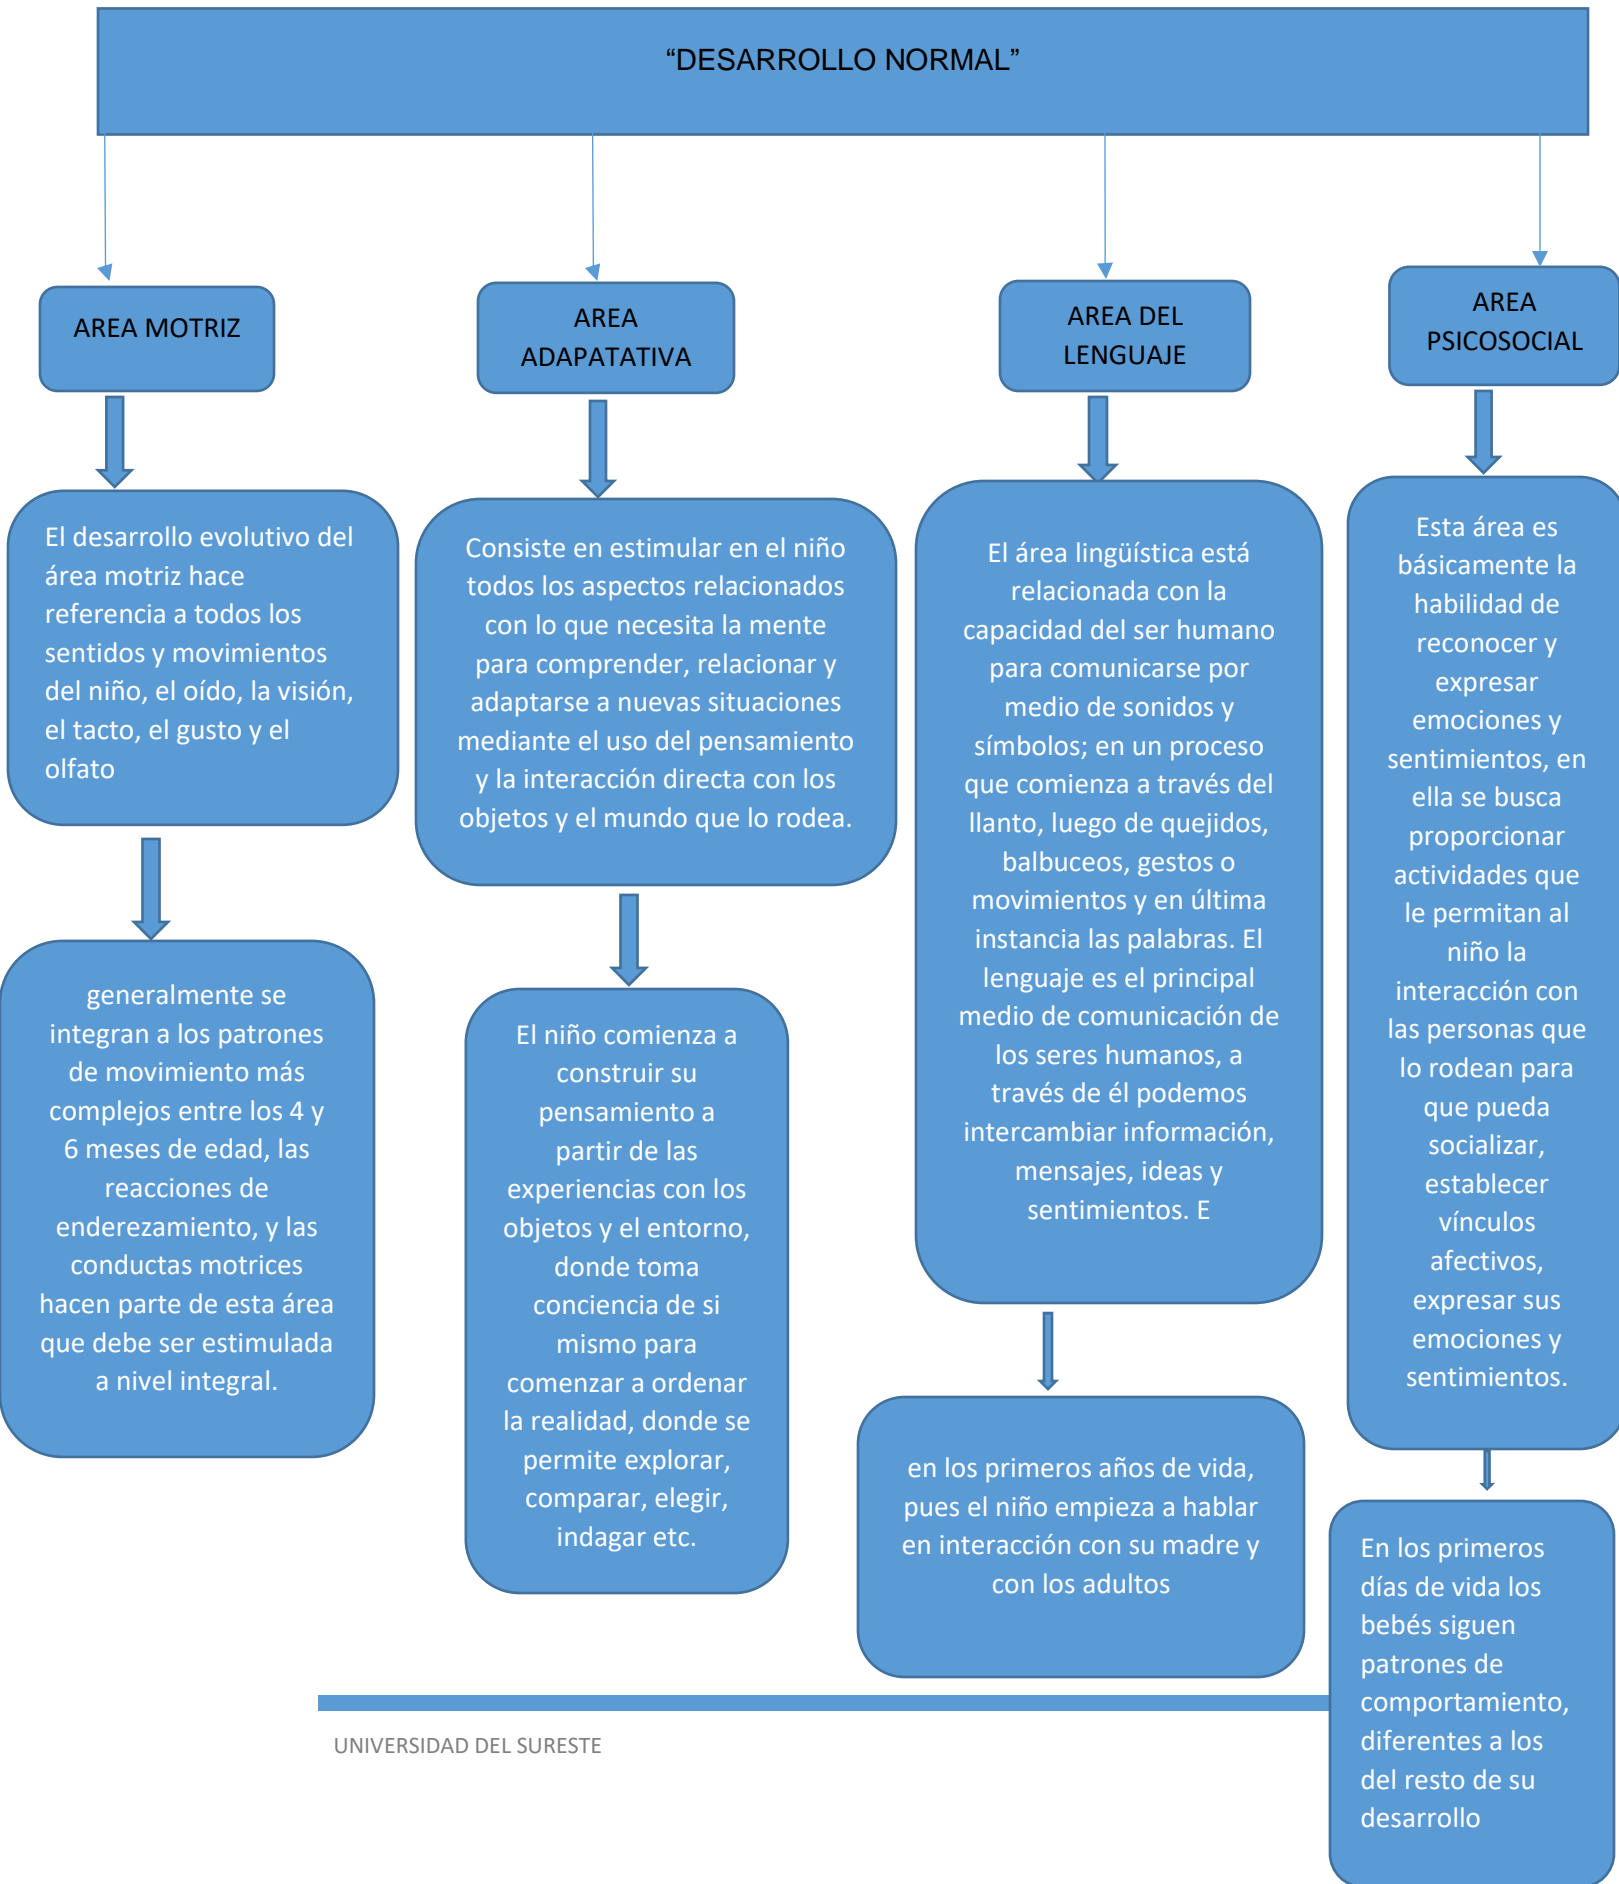 “DESARROLLO NORMAL”
AREA MOTRIZ
El desarrollo evolutivo del
área motriz hace
referencia a todos los
sentidos y movimientos
del niño, el oído, la visión,
el tacto, el gusto y el
olfato
generalmente se
integran a los patrones
de movimiento más
complejos entre los 4 y
6 meses de edad, las
reacciones de
enderezamiento, y las
conductas motrices
hacen parte de esta área
que debe ser estimulada
a nivel integral.
AREA
ADAPATATIVA
Consiste en estimular en el niño
todos los aspectos relacionados
con lo que necesita la mente
para comprender, relacionar y
adaptarse a nuevas situaciones
mediante el uso del pensamiento
y la interacción directa con los
objetos y el mundo que lo rodea.
El niño comienza a
construir su
pensamiento a
partir de las
experiencias con los
objetos y el entorno,
donde toma
conciencia de si
mismo para
comenzar a ordenar
la realidad, donde se
permite explorar,
comparar, elegir,
indagar etc.
AREA DEL
LENGUAJE
El área lingüística está
relacionada con la
capacidad del ser humano
para comunicarse por
medio de sonidos y
símbolos; en un proceso
que comienza a través del
llanto, luego de quejidos,
balbuceos, gestos o
movimientos y en última
instancia las palabras. El
lenguaje es el principal
medio de comunicación de
los seres humanos, a
través de él podemos
intercambiar información,
mensajes, ideas y
sentimientos. E
en los primeros años de vida,
pues el niño empieza a hablar
en interacción con su madre y
con los adultos
AREA
PSICOSOCIAL
Esta área es
básicamente la
habilidad de
reconocer y
expresar
emociones y
sentimientos, en
ella se busca
proporcionar
actividades que
le permitan al
niño la
interacción con
las personas que
lo rodean para
que pueda
socializar,
establecer
vínculos
afectivos,
expresar sus
emociones y
sentimientos.
En los primeros
días de vida los
bebés siguen
patrones de
comportamiento,
diferentes a los
del resto de su
desarrollo
UNIVERSIDAD DEL SURESTE